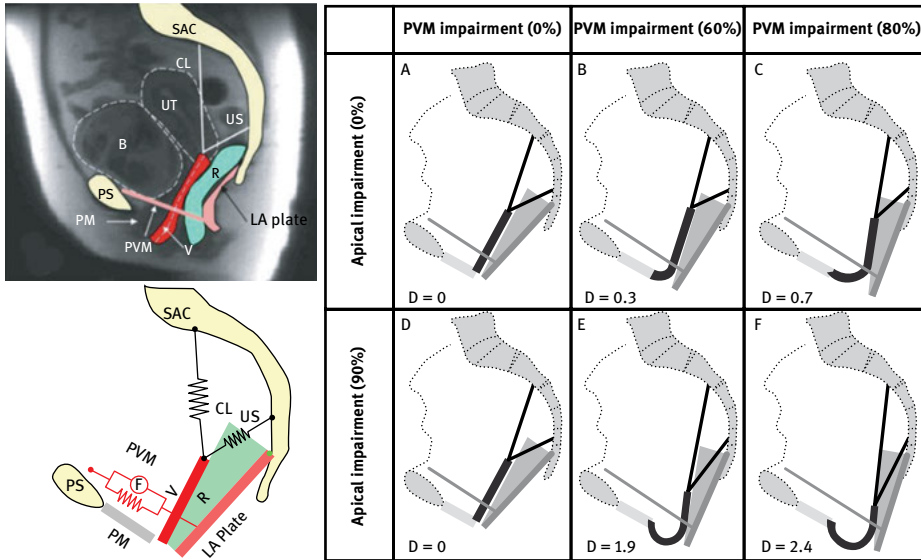 SAC
CL
UT
US
B
R
PS
LA plate
PM
PVM
V
SAC
CL
US
PVM
F
V
R
PS
PM
LA Plate
PVM impairment (0%)
PVM impairment (60%)
PVM impairment (80%)
Apical impairment (0%)
A
B
C
D = 0
D = 0.3
D = 0.7
Apical impairment (90%)
D
E
F
D = 0
D = 1.9
D = 2.4